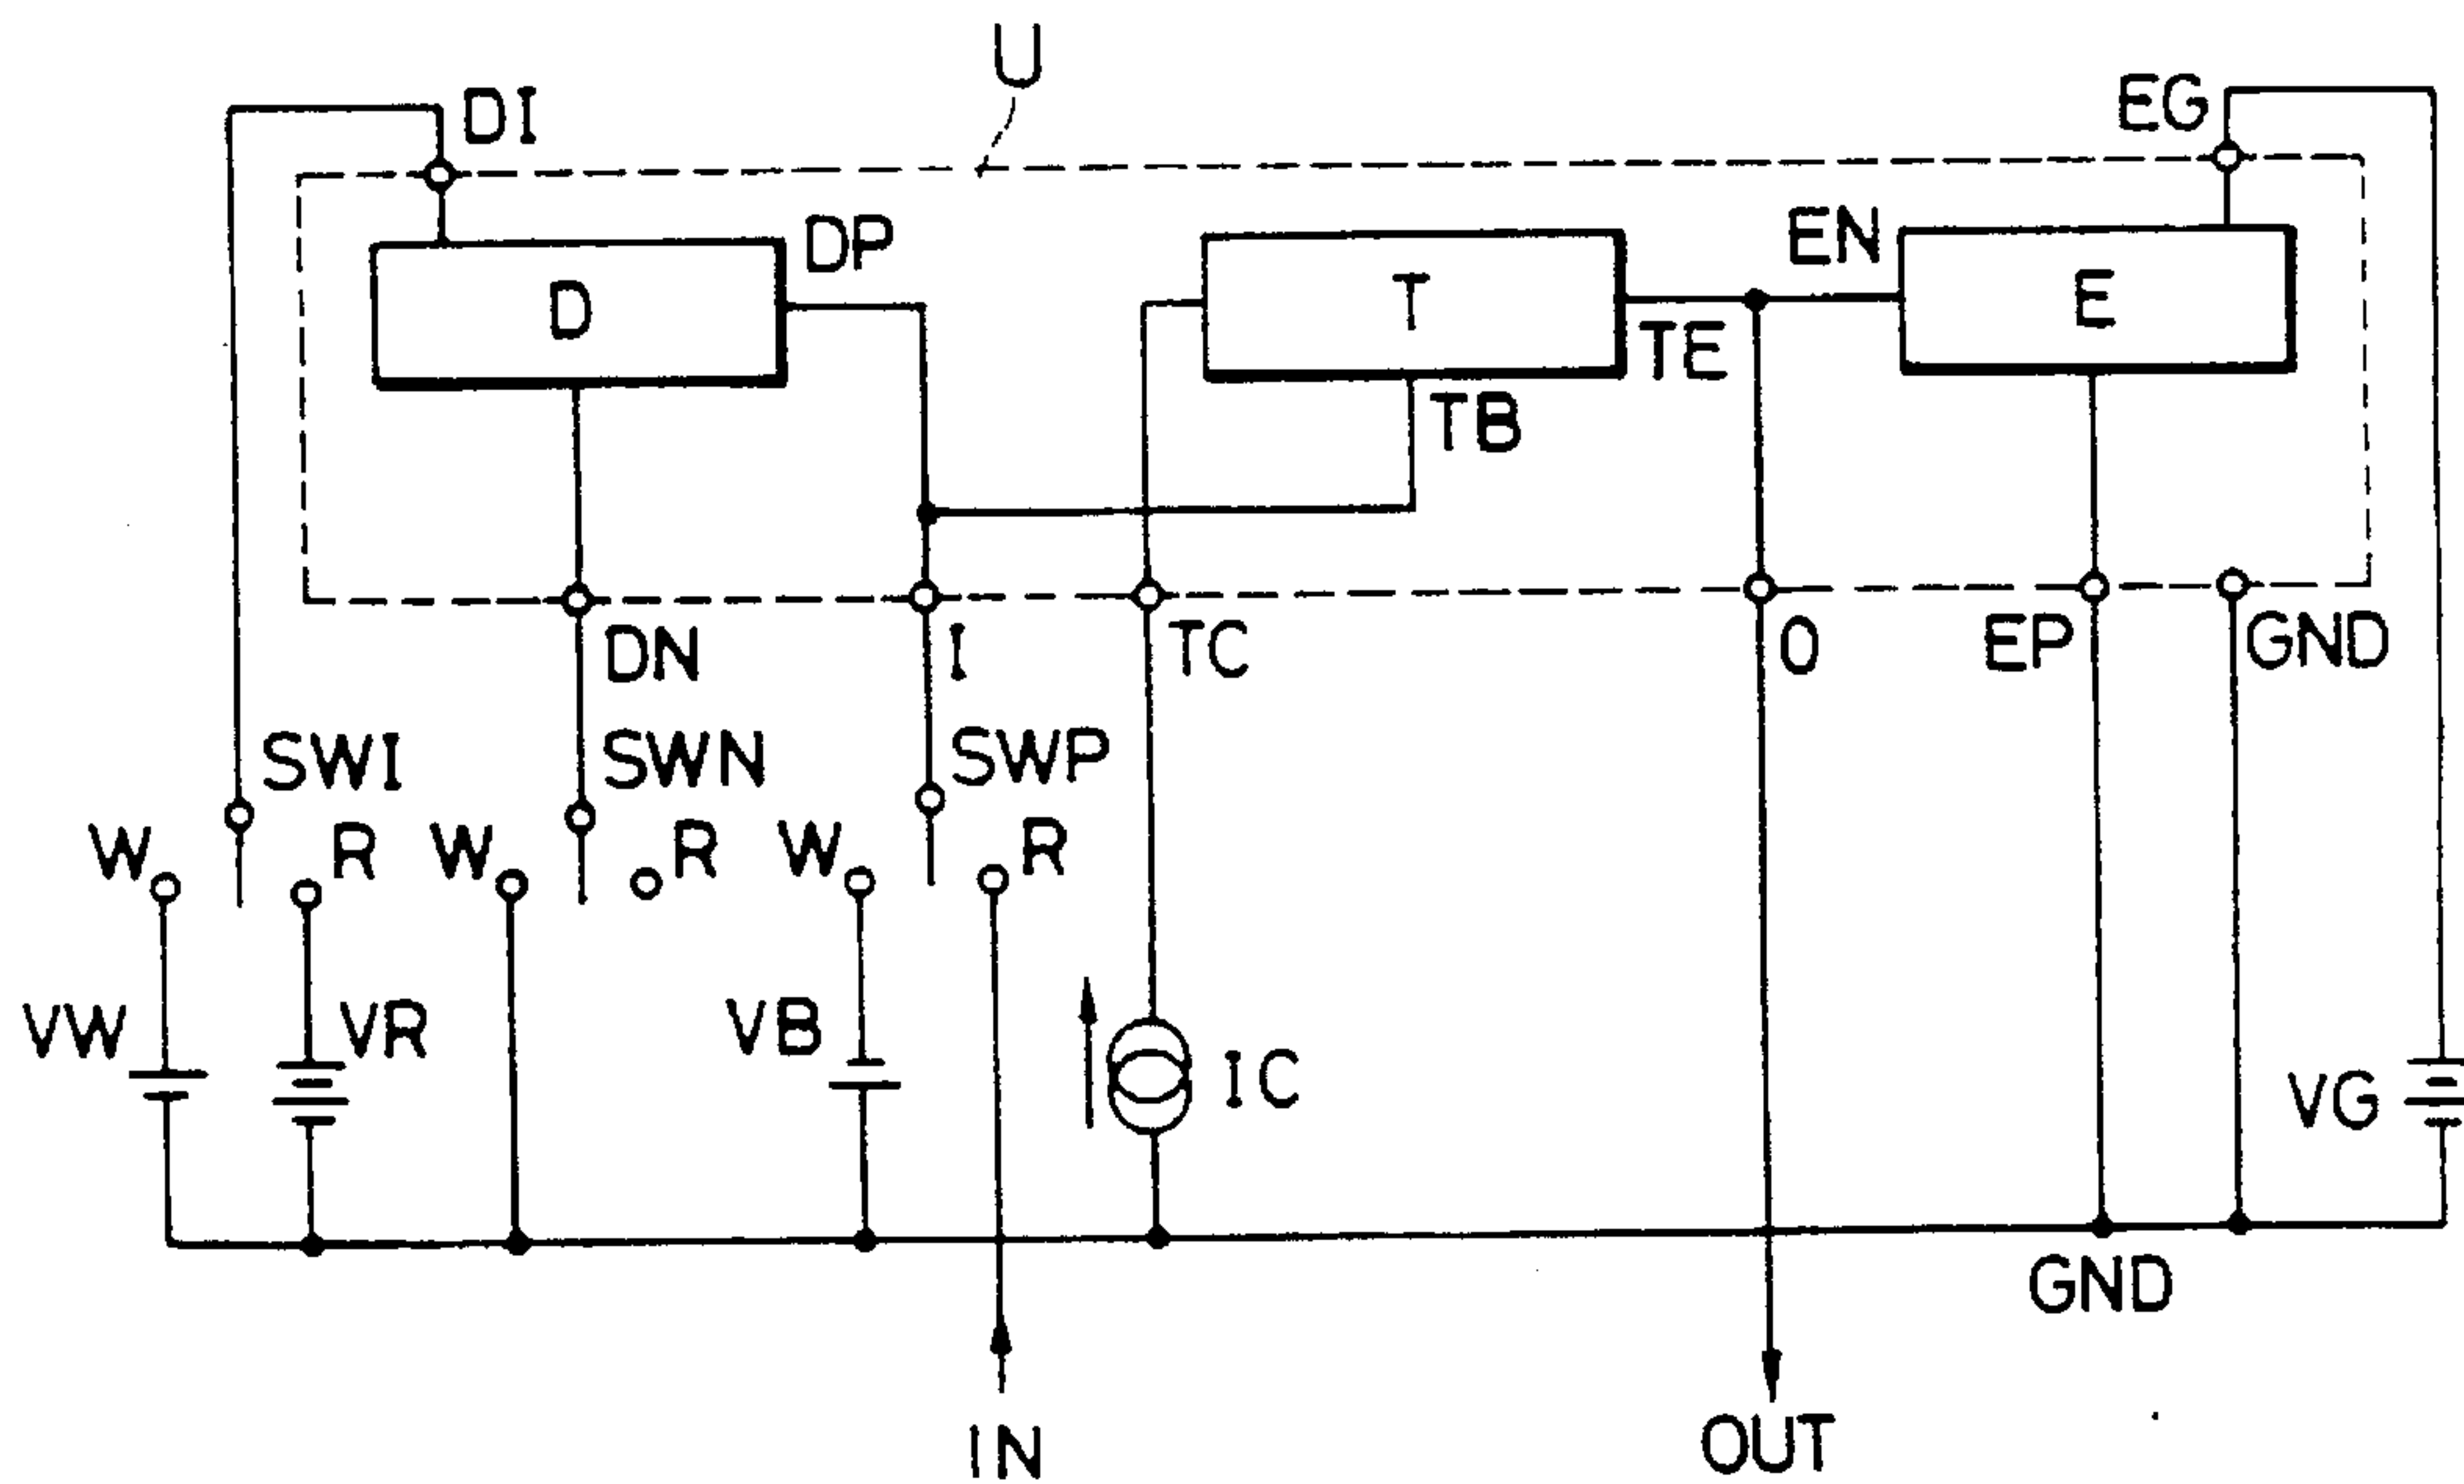 U
DI
EG
DP
EN
D
T
E
TE
TB
DN
I
TC
O
EP
GND
SWI
SWN
SWP
W
R
W
R
W
R
VW
VR
VB
IC
VG
GND
IN
OUT